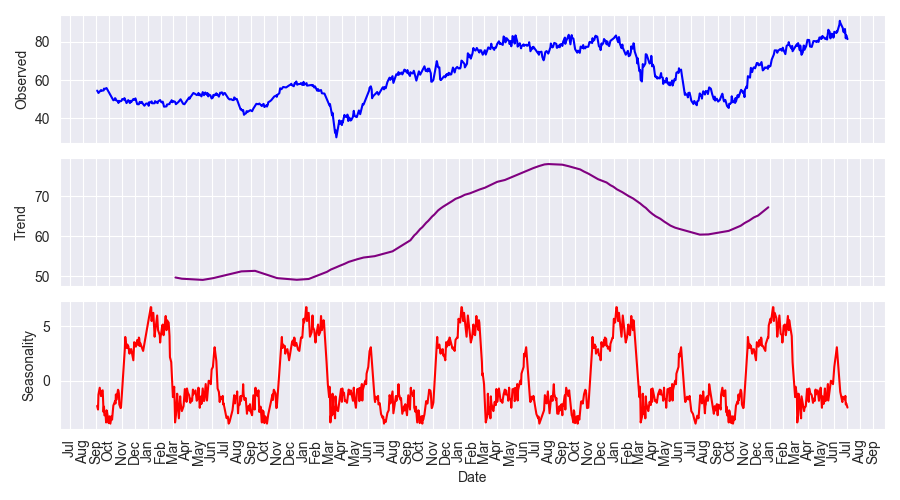 Observed
80
60
40
Trend
70
60
50
Seasonality
5
0
Jul Aug Sep Oct Nov Dec Jan Feb Mar Apr May Jun Jul Aug Sep Oct Nov Dec Jan Feb Mar Apr May Jun Jul Aug Sep Oct Nov Dec Jan Feb Mar Apr May Jun Jul Aug Sep Oct Nov Dec Jan Feb Mar Apr May Jun Jul Aug Sep Oct Nov Dec Jan Feb Mar Apr May Jun Jul Aug Sep
Date